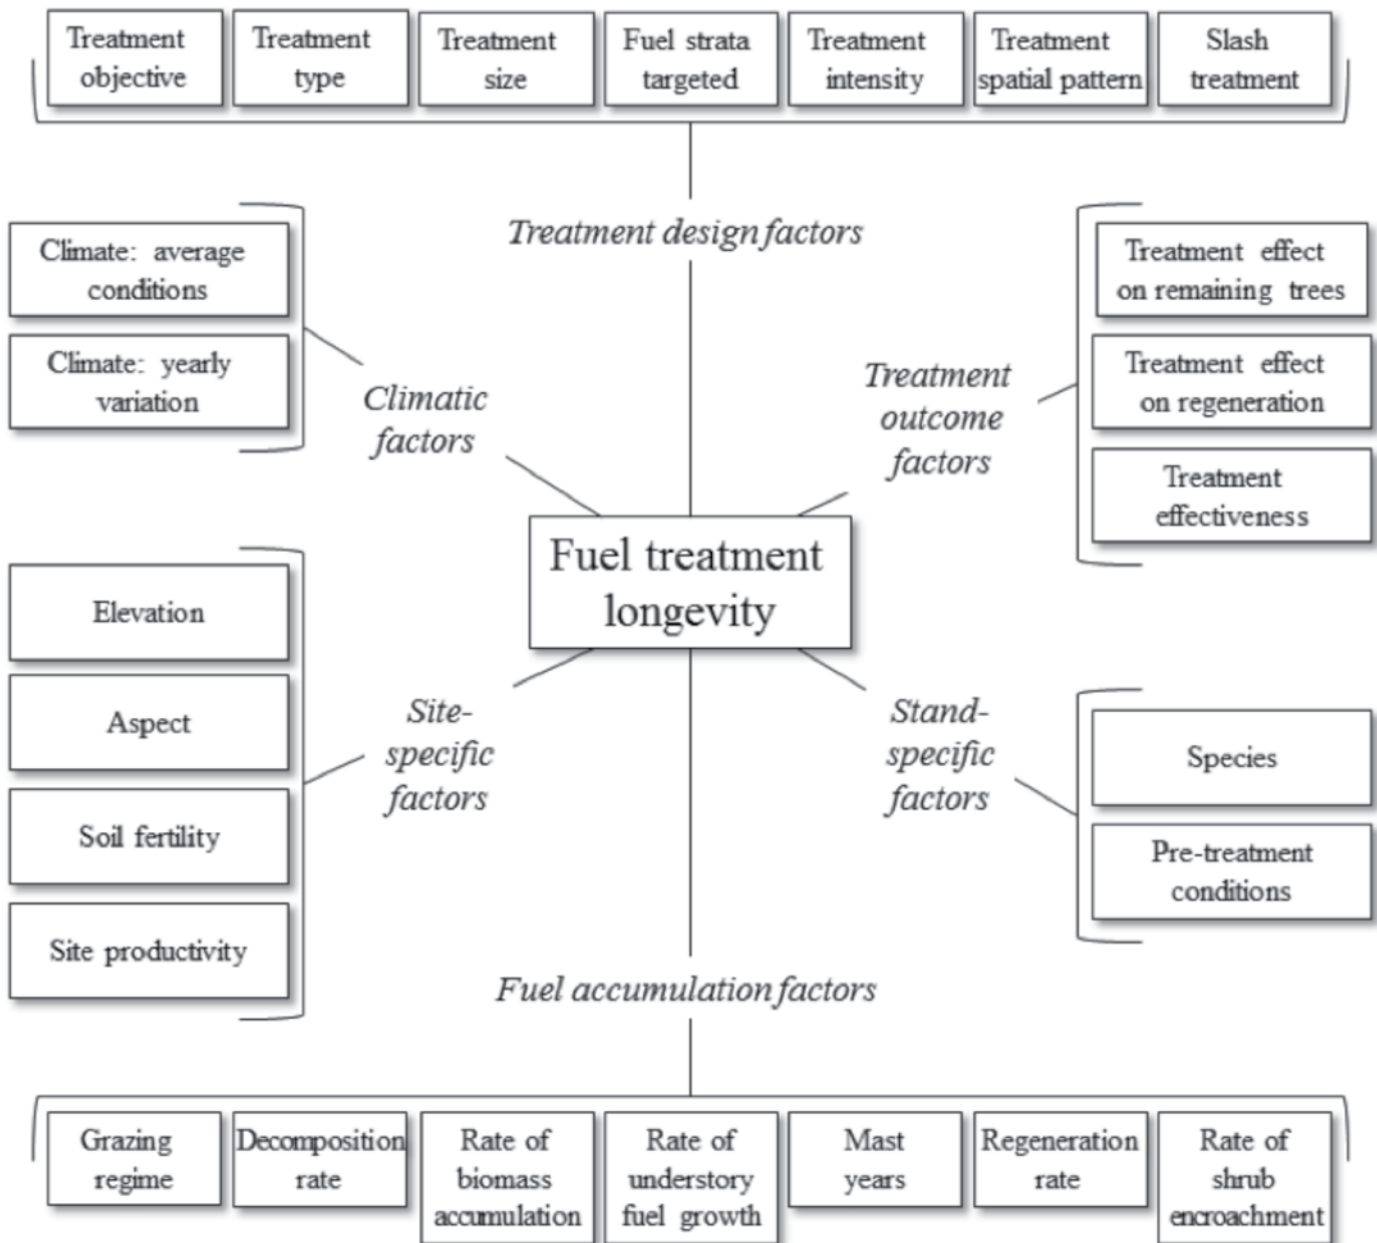 Treatment
objective
Treatment
type
Treatment
size
Fuel strata
targeted
Treatment
intensity
Treatment
spatial pattern
Slash
treatment
Treatment design factors
Climate: average
conditions
Climate: yearly
variation
Climatic
factors
Treatment
outcome
factors
Treatment effect
on remaining trees
Treatment effect
on regeneration
Treatment
effectiveness
Fuel treatment
longevity
Elevation
Aspect
Soil fertility
Site productivity
Site-
specific
factors
Stand-
specific
factors
Species
Pre-treatment
conditions
Fuel accumulation factors
Grazing
regime
Decomposition
rate
Rate of
biomass
accumulation
Rate of
understory
fuel growth
Mast
years
Regeneration
rate
Rate of
shrub
encroachment